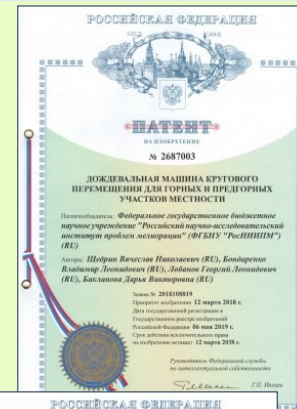 РОССИЙСКАЯ ФЕДЕРАЦИЯ
ПАТЕНТ
НА ИЗОБРЕТЕНИЕ
№ 2687003
ДОЖДЕВАЛЬНАЯ МАШИНА КРУГОВОГО
ПЕРЕМЕЩЕНИЯ ДЛЯ ГОРНЫХ И ПРЕДГОРНЫХ
УЧАСТКОВ МЕСТНОСТИ
Патентообладатель: Федеральное государственное бюджетное
научное учреждение "Российский научно-исследовательский
институт проблем мелиорации" (ФГБНУ "РосНИИПМ")
(RU)
Авторы: Щедрин Вячеслав Николаевич (RU), Бондаренко
Владимир Леонидович (RU), Лобанов Георгий Леонидович
(RU), Бакланова Дарья Викторовна (RU)
Заявка № 2018108819
Приоритет изобретения 12 марта 2018 г.
Дата государственной регистрации в
Государственном реестре изобретений
Российской Федерации 06 мая 2019 г.
Срок действия исключительного права
на изобретение истекает 12 марта 2038 г.
Руководитель Федеральной службы
по интеллектуальной собственности
Г.П. Ивлиев
РОССИЙСКАЯ ФЕДЕРАЦИЯ